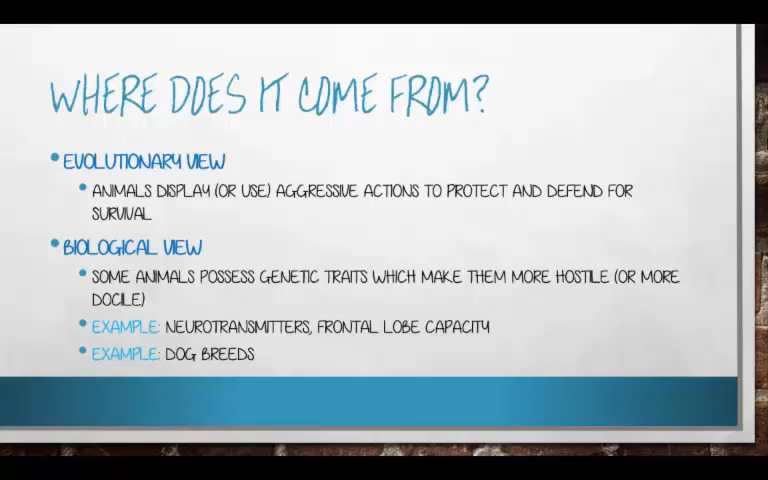 WHERE DOES IT COME FROM?
• EVOLUTIONARY VIEW
• ANIMALS DISPLAY (OR USE) AGGRESSIVE ACTIONS TO PROTECT AND DEFEND FOR
SURVIVAL
• BIOLOGICAL VIEW
• SOME ANIMALS POSSESS GENETIC TRAITS WHICH MAKE THEM MORE HOSTILE (OR MORE
DOCILE)
• EXAMPLE: NEUROTRANSMITTERS, FRONTAL LOBE CAPACITY
• EXAMPLE: DOG BREEDS